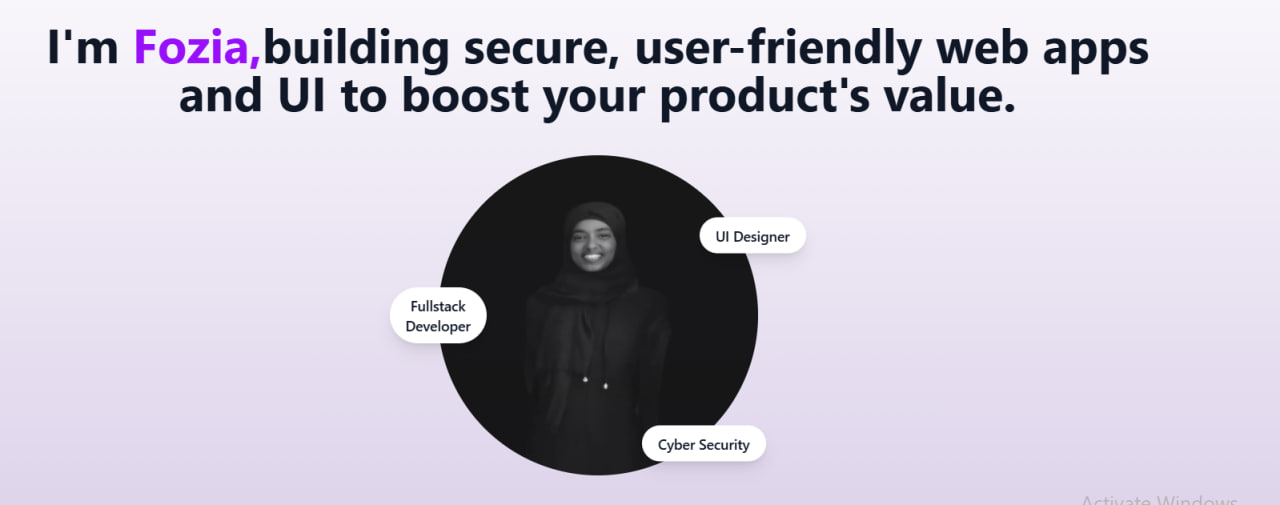 I'm Fozia,building secure, user-friendly web apps
and UI to boost your product's value.
UI Designer
Fullstack
Developer
Cyber Security
Activate Windows